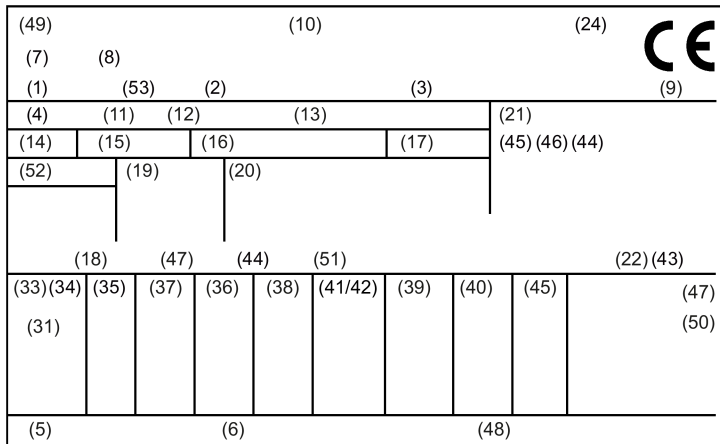 (49) (10) (24) CE
(7) (8)
(1) (53) (2) (3) (9)
(4) (11) (12) (13) (21)
(14) (15) (16) (17) (45) (46) (44)
(52) (19) (20)
(18) (47) (44) (51) (22) (43)
(33) (34) (35) (37) (36) (38) (41/42) (39) (40) (45) (47)
(31) (50)
(5) (6) (48)